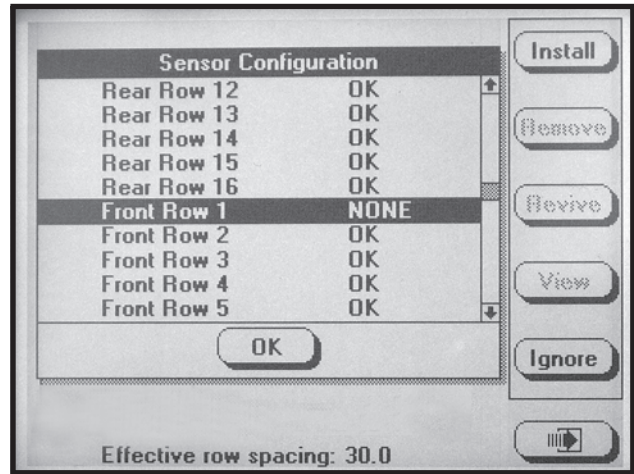 Sensor Configuration
Rear Row 12 OK
Rear Row 13 OK
Rear Row 14 OK
Rear Row 15 OK
Rear Row 16 OK
Front Row 1 NONE
Front Row 2 OK
Front Row 3 OK
Front Row 4 OK
Front Row 5 OK
OK
Effective row spacing: 30.0
Install
Remove
Revive
View
Ignore